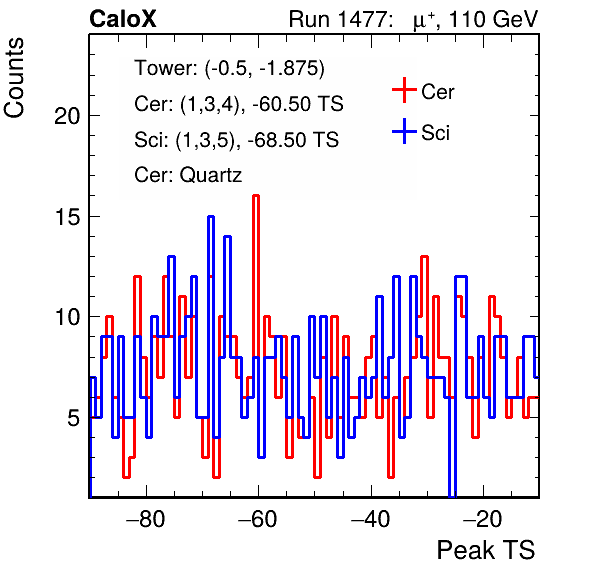 CaloX Run 1477: μ⁺, 110 GeV
Counts
Tower: (-0.5, -1.875)
Cer: (1,3,4), -60.50 TS
Sci: (1,3,5), -68.50 TS
Cer: Quartz
Cer
Sci
20
15
10
5
−80 −60 −40 −20
Peak TS